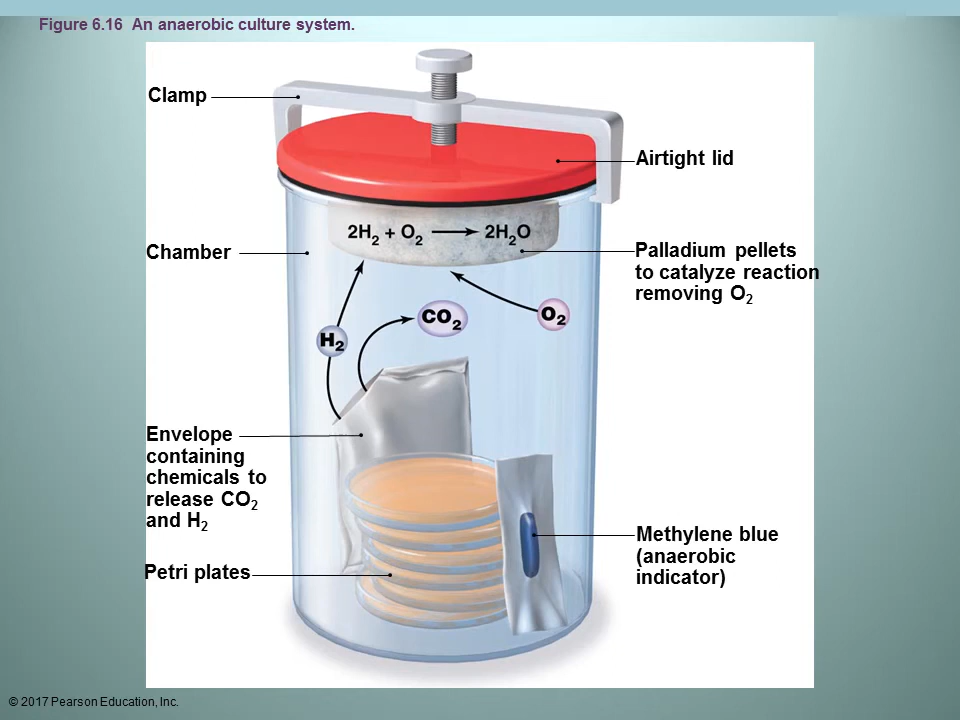 Figure 6.16 An anaerobic culture system.
Clamp
Airtight lid
2H₂ + O₂ ⟶ 2H₂O
Chamber
Palladium pellets
to catalyze reaction
removing O₂
CO₂
O₂
H₂
Envelope
containing
chemicals to
release CO₂
and H₂
Methylene blue
(anaerobic
indicator)
Petri plates
© 2017 Pearson Education, Inc.